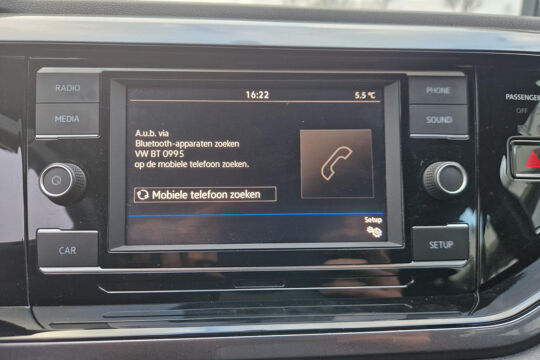 RADIO
MEDIA
CAR
16:22
5.5 °C
A.u.b. via
Bluetooth-apparaten zoeken
VW BT 0995
op de mobiele telefoon zoeken.
Mobiele telefoon zoeken
Setup
PHONE
SOUND
SETUP
PASSENGER
OFF